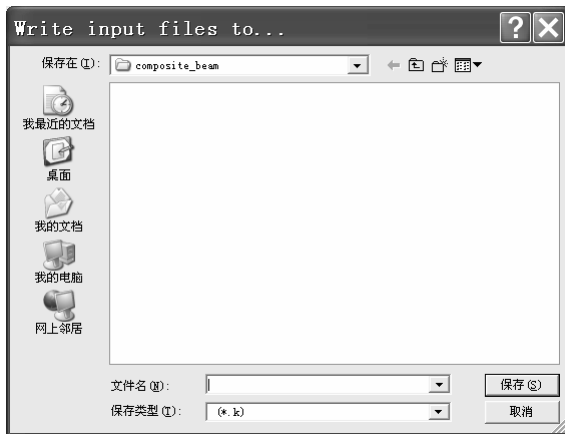 Write input files to...
保存在(I):
composite_beam
我最近的文档
桌面
我的文档
我的电脑
网上邻居
文件名(N):
保存(S)
保存类型(T):
(*.k)
取消